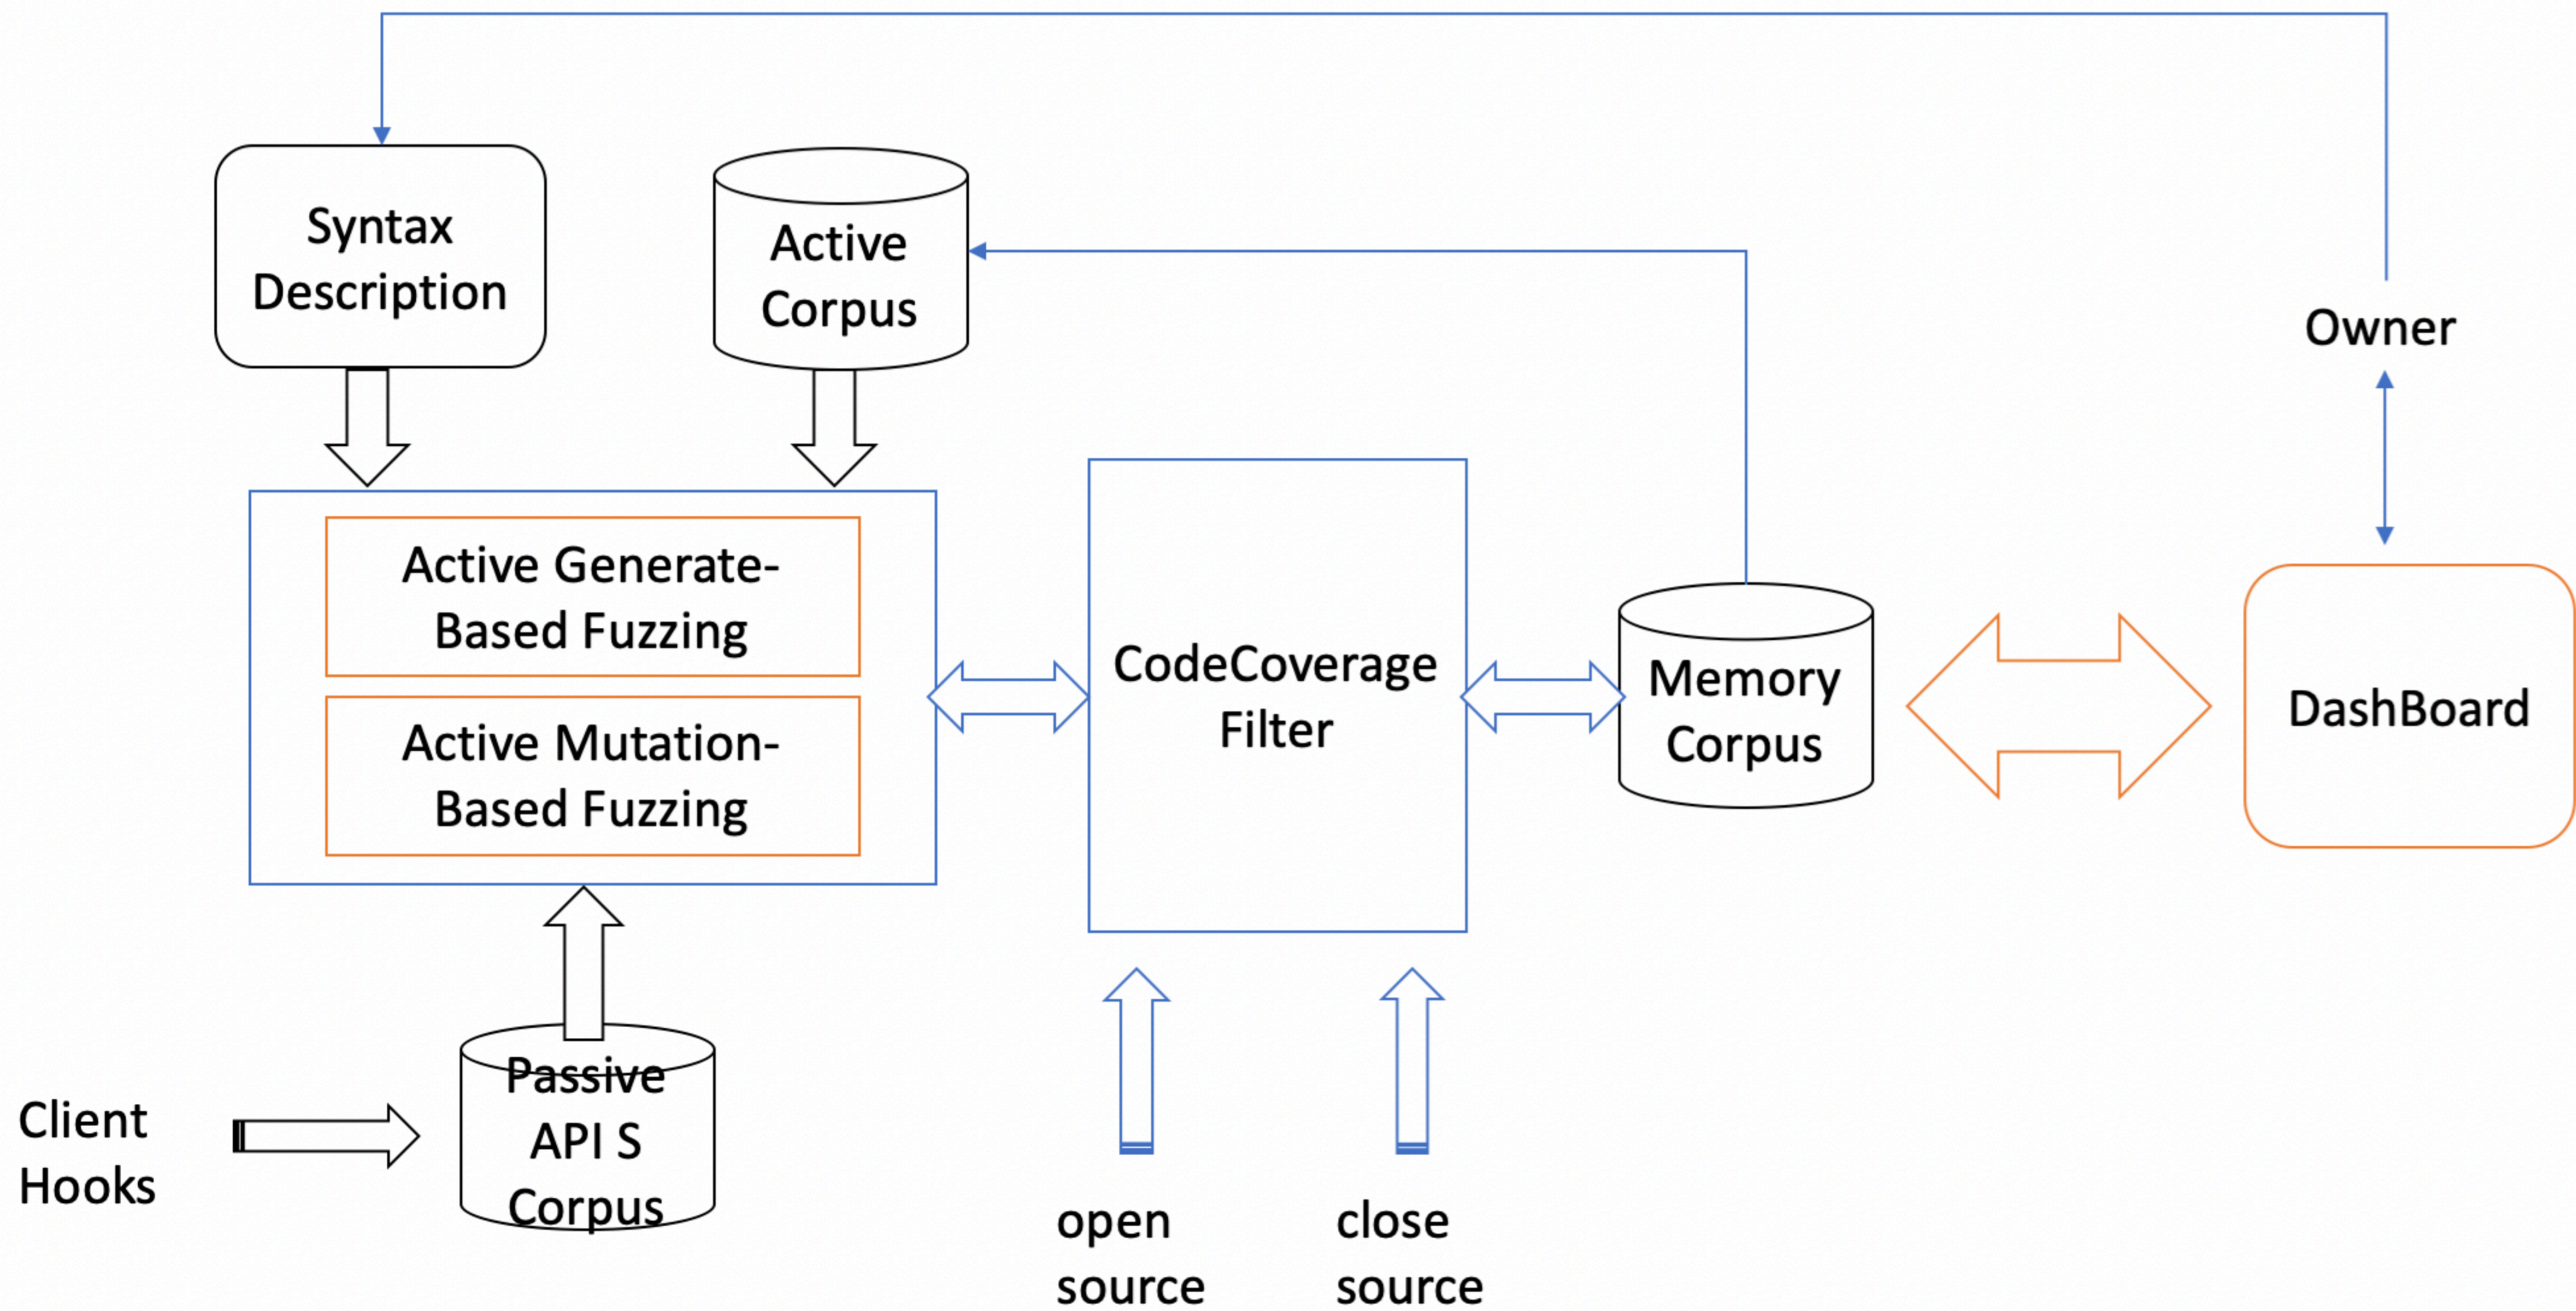 Syntax
Description
Active
Corpus
Owner
Active Generate-
Based Fuzzing
Active Mutation-
Based Fuzzing
CodeCoverage
Filter
Memory
Corpus
DashBoard
Client
Hooks
Passive
API S
Corpus
open
source
close
source